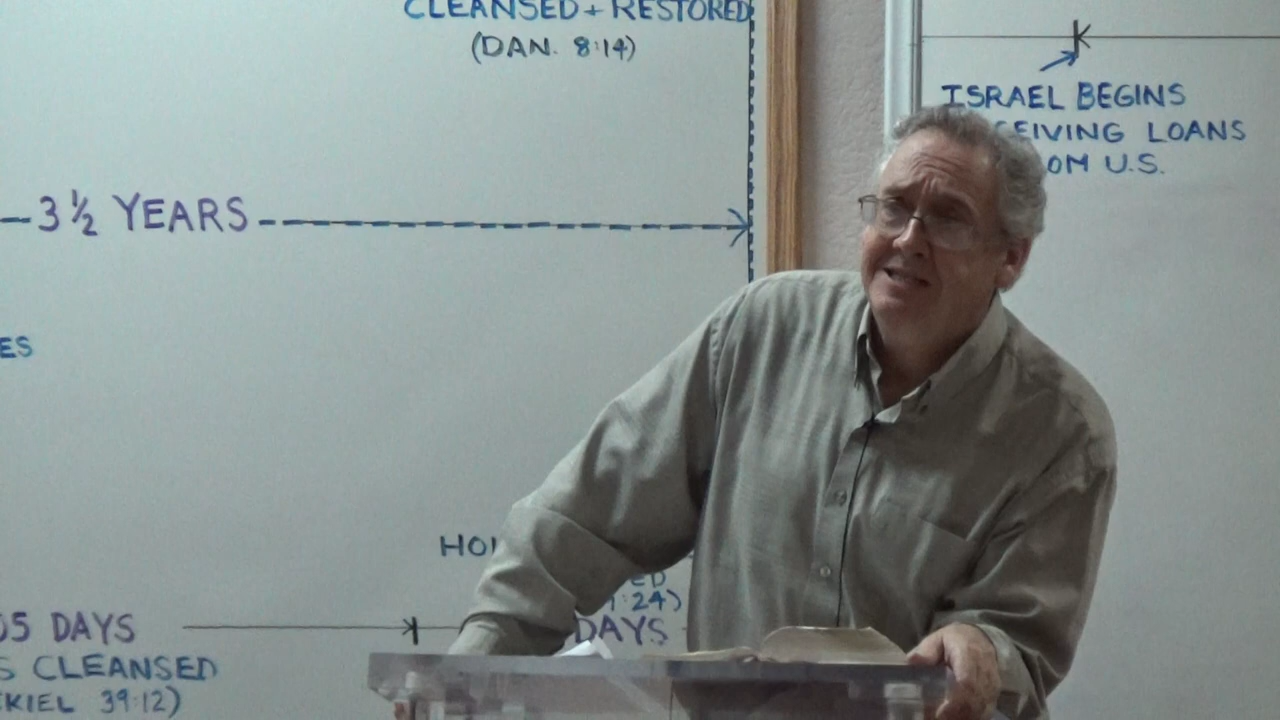 CLEANSED + RESTORED
(DAN. 8:14)
3 ½ YEARS
ES
HO
ED
:24)
DAYS
05 DAYS
S CLEANSED
KIEL 39:12)
ISRAEL BEGINS
CEIVING LOANS
OM U.S.